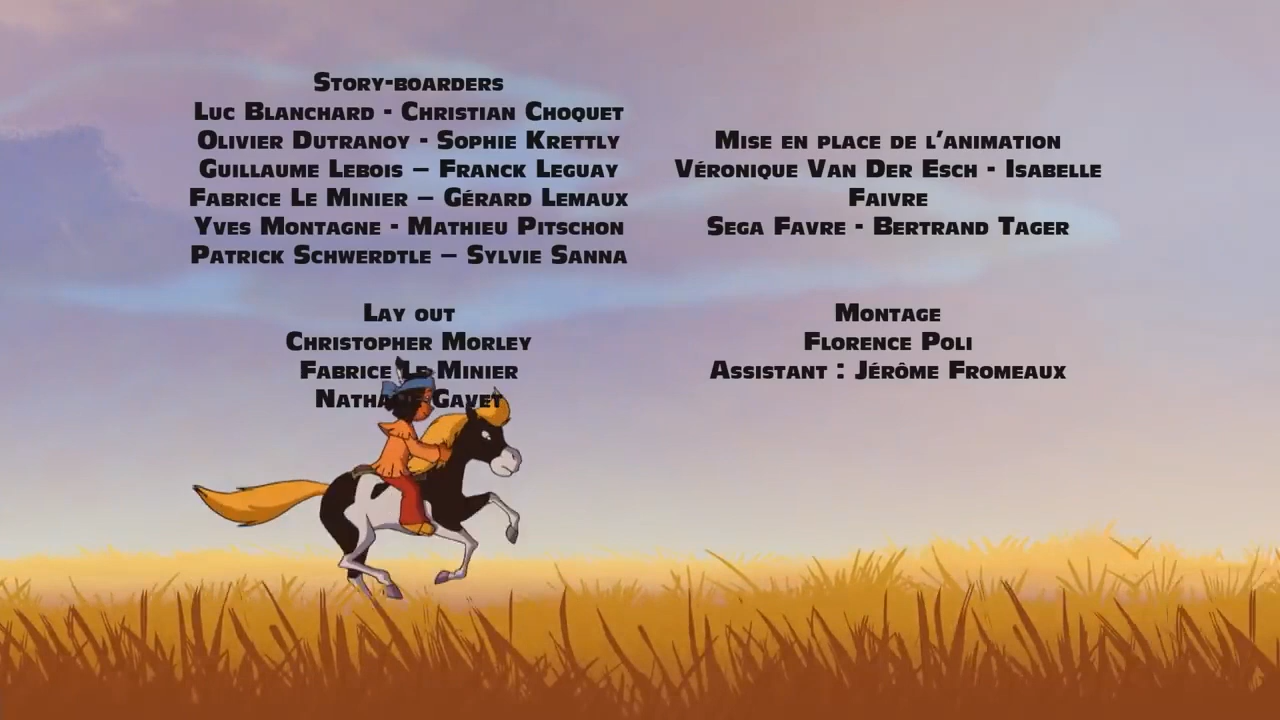 Story-boarders
Luc Blanchard - Christian Choquet
Olivier Dutranoy - Sophie Krettly
Guillaume Lebois – Franck Leguay
Fabrice Le Minier – Gérard Lemaux
Yves Montagne - Mathieu Pitschon
Patrick Schwerdtle – Sylvie Sanna
Lay out
Christopher Morley
Fabrice Le Minier
Gavet
Mise en place de l'animation
Véronique Van Der Esch - Isabelle
Faivre
Sega Favre - Bertrand Tager
Montage
Florence Poli
Assistant : Jérôme Fromeaux